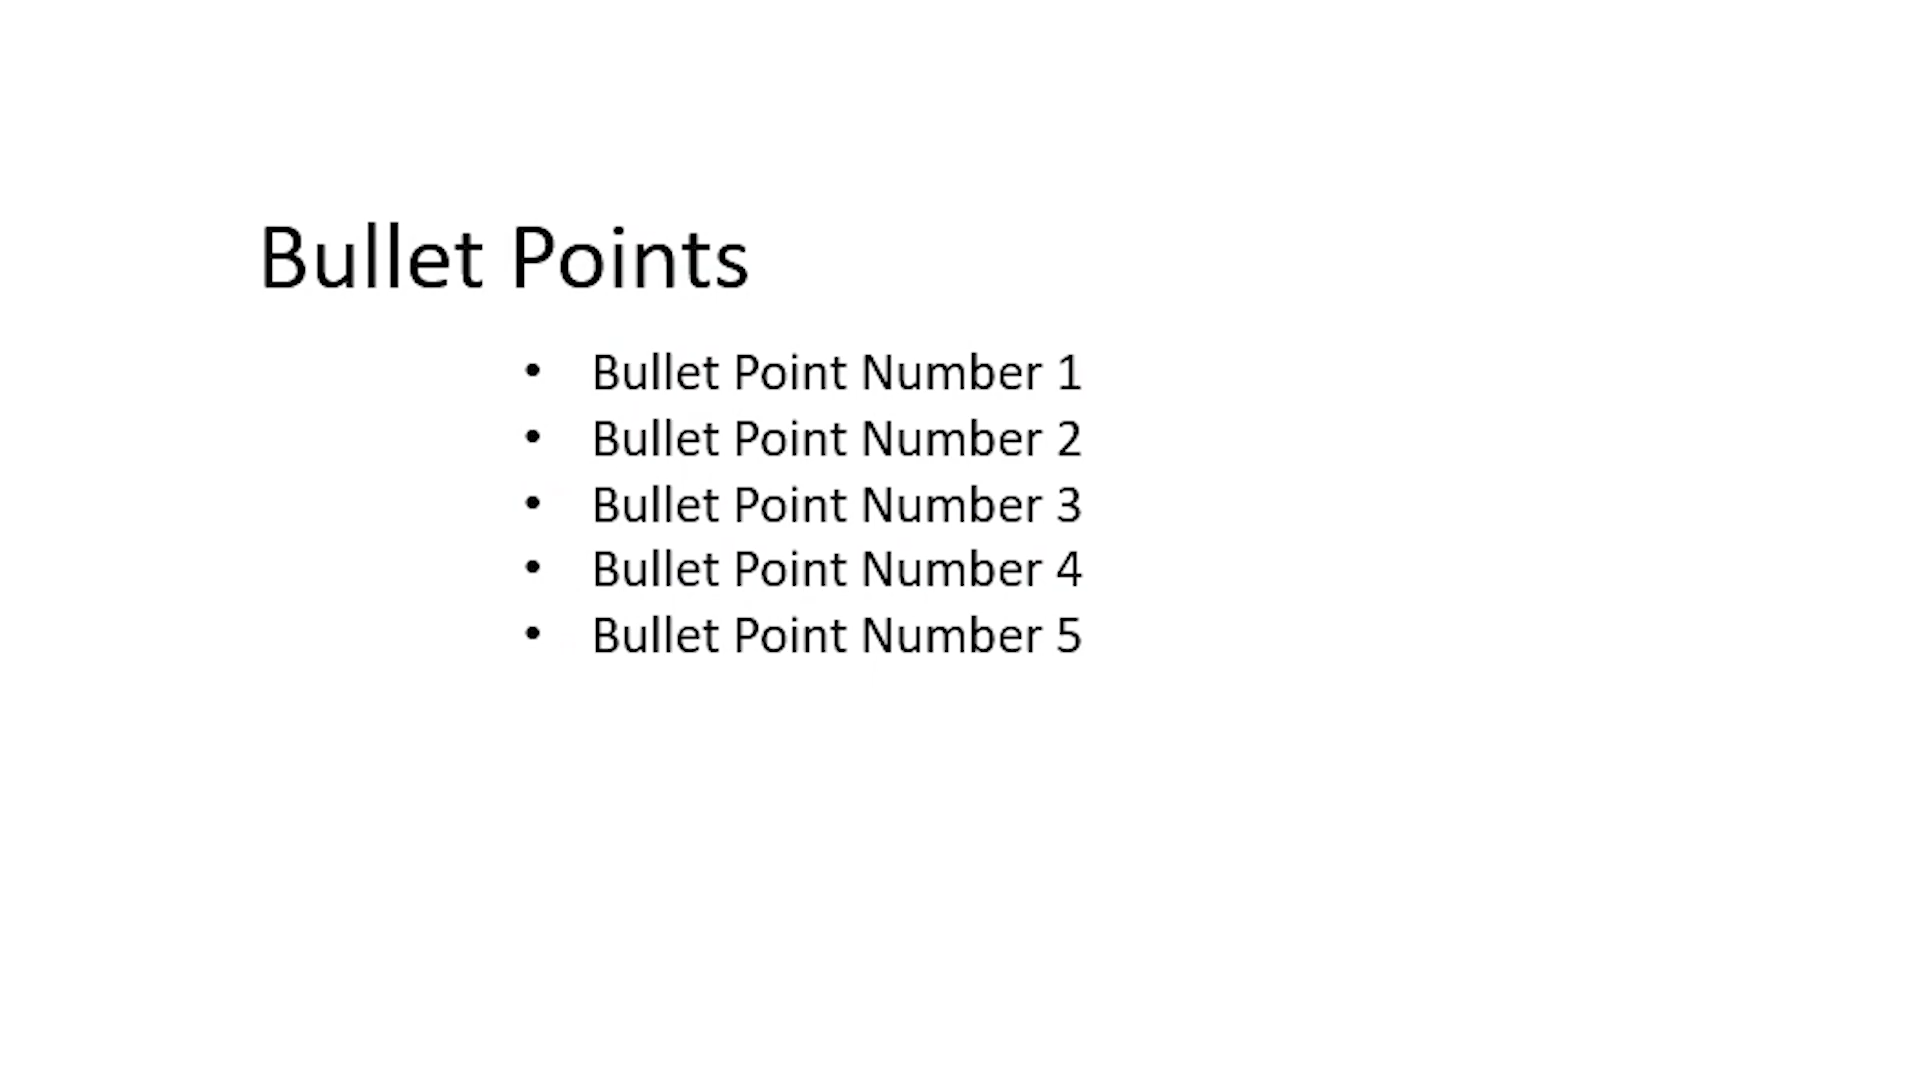 Bullet Points
• Bullet Point Number 1
• Bullet Point Number 2
• Bullet Point Number 3
• Bullet Point Number 4
• Bullet Point Number 5